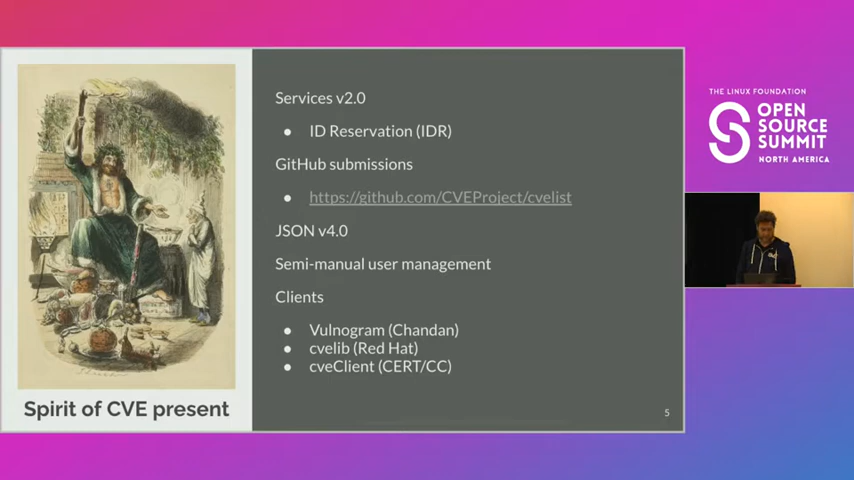 Services v2.0
● ID Reservation (IDR)
GitHub submissions
● https://github.com/CVEProject/cvelist
JSON v4.0
Semi-manual user management
Clients
● Vulnogram (Chandan)
● cvelib (Red Hat)
● cveClient (CERT/CC)
Spirit of CVE present
5
THE LINUX FOUNDATION
OPEN
SOURCE
SUMMIT
NORTH AMERICA